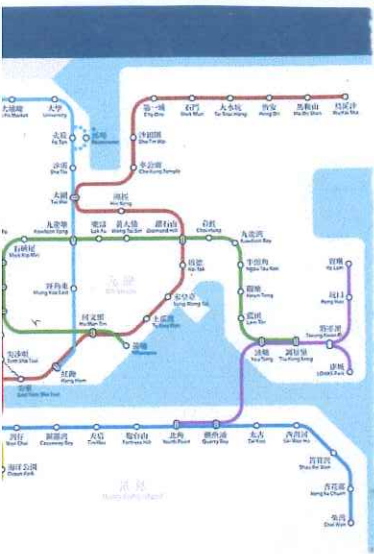 大學
University
第一城
City One
石門
Shek Mun
大水坑
Tai Shui Hang
恆安
Heng On
馬鞍山
Ma On Shan
烏溪沙
Wu Kai Sha
火炭
Fo Tan
馬場
Racecourse
沙田圍
Sha Tin Wai
沙田
Sha Tin
車公廟
Che Kung Temple
大圍
Tai Wai
顯徑
Hin Keng
九龍塘
Kowloon Tong
樂富
Lok Fu
黃大仙
Wong Tai Sin
鑽石山
Diamond Hill
彩虹
Choi Hung
九龍灣
Kowloon Bay
石硤尾
Shek Kip Mei
啟德
Kai Tak
牛頭角
Ngau Tau Kok
寶琳
Po Lam
旺角東
Mong Kok East
觀塘
Kwun Tong
坑口
Hang Hau
宋皇臺
Sung Wong Toi
何文田
Ho Man Tin
土瓜灣
To Kwa Wan
藍田
Lam Tin
將軍澳
Tseung Kwan O
黃埔
Whampoa
油塘
Yau Tong
調景嶺
Tiu Keng Leng
康城
LOHAS Park
尖沙咀
Tsim Sha Tsui
紅磡
Hung Hom
灣仔
Wan Chai
銅鑼灣
Causeway Bay
天后
Tin Hau
炮台山
Fortress Hill
北角
North Point
鰂魚涌
Quarry Bay
太古
Tai Koo
西灣河
Sai Wan Ho
筲箕灣
Shau Kei Wan
海洋公園
Ocean Park
杏花邨
Heng Fa Chuen
柴灣
Chai Wan